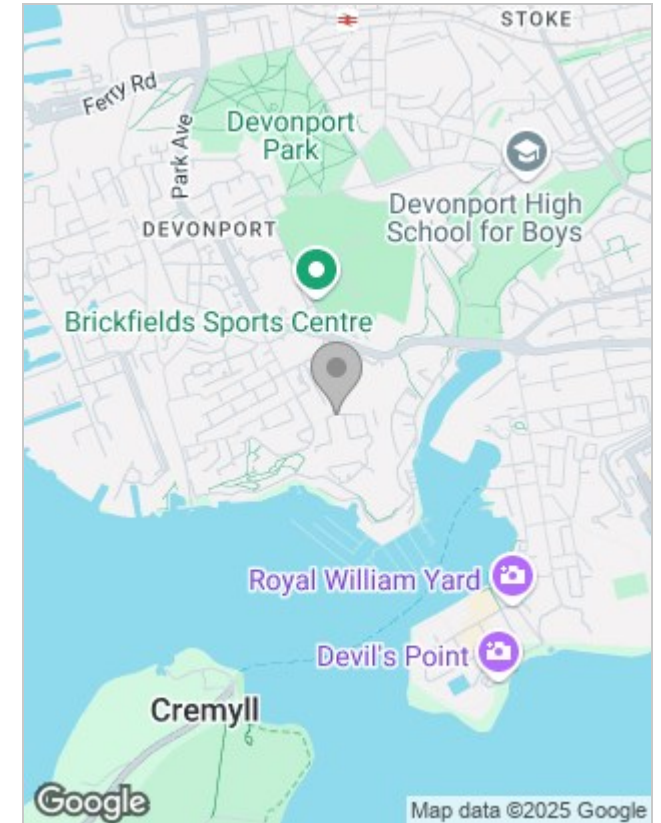 STOKE
Ferry Rd
Devonport
Park
Park Ave
Devonport High
School for Boys
DEVONPORT
Brickfields Sports Centre
Royal William Yard
Devil's Point
Cremyll
Google
Map data ©2025 Google